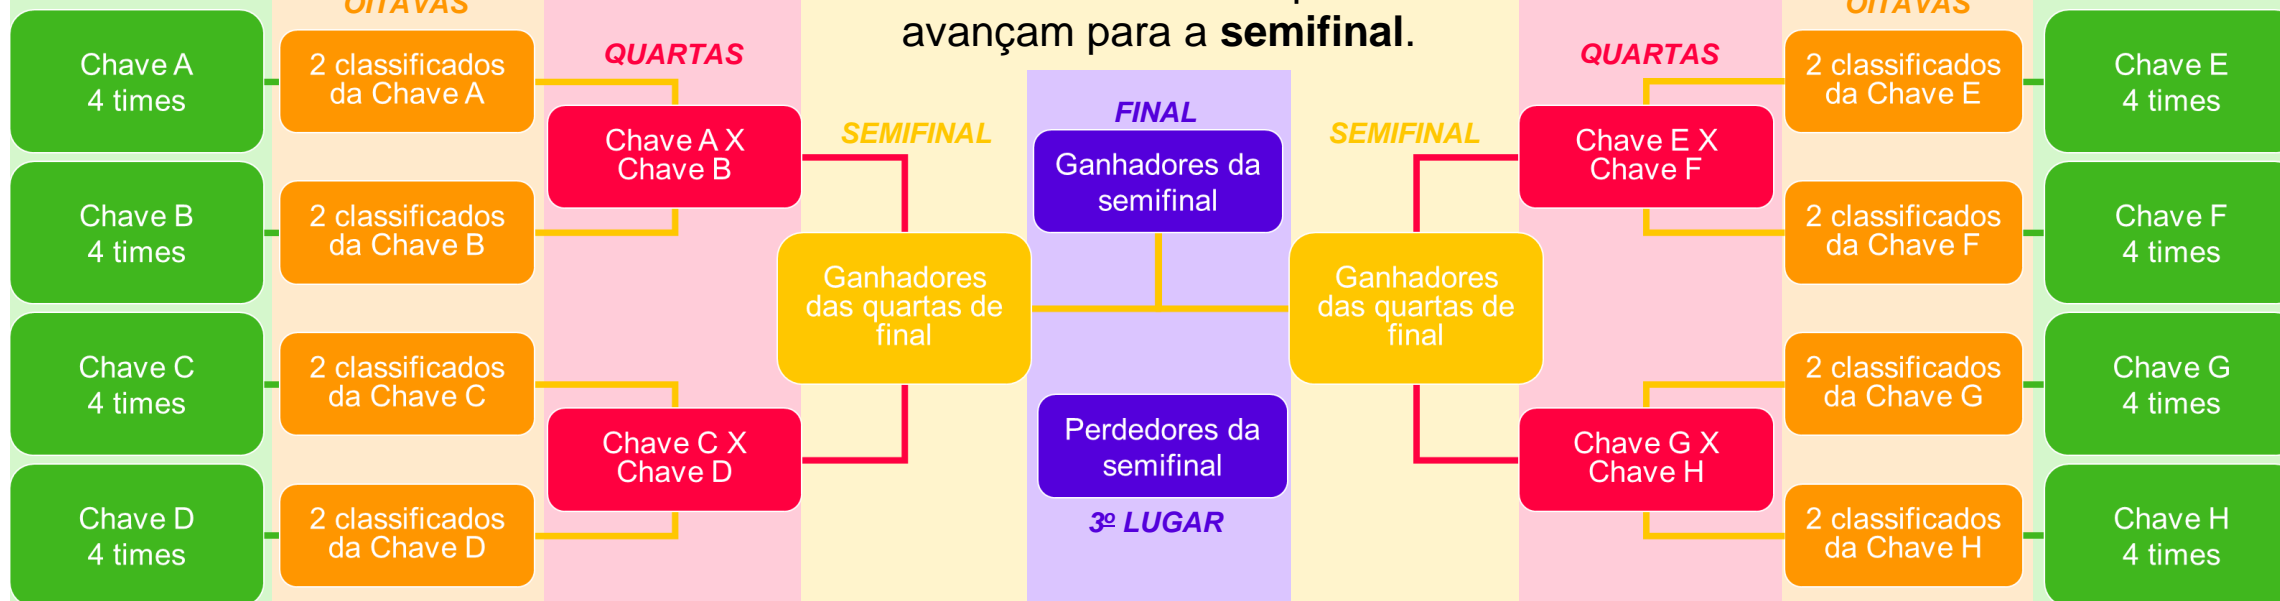 OITAVAS
OITAVAS
avançam para a semifinal.
QUARTAS
QUARTAS
Chave A
4 times
2 classificados
da Chave A
Chave A X
Chave B
SEMIFINAL
FINAL
Ganhadores da
semifinal
SEMIFINAL
Chave E X
Chave F
2 classificados
da Chave E
Chave E
4 times
Chave B
4 times
2 classificados
da Chave B
Ganhadores
das quartas de
final
Ganhadores
das quartas de
final
2 classificados
da Chave F
Chave F
4 times
Chave C
4 times
2 classificados
da Chave C
Chave C X
Chave D
Perdedores da
semifinal
3º LUGAR
Chave G X
Chave H
2 classificados
da Chave G
Chave G
4 times
Chave D
4 times
2 classificados
da Chave D
2 classificados
da Chave H
Chave H
4 times